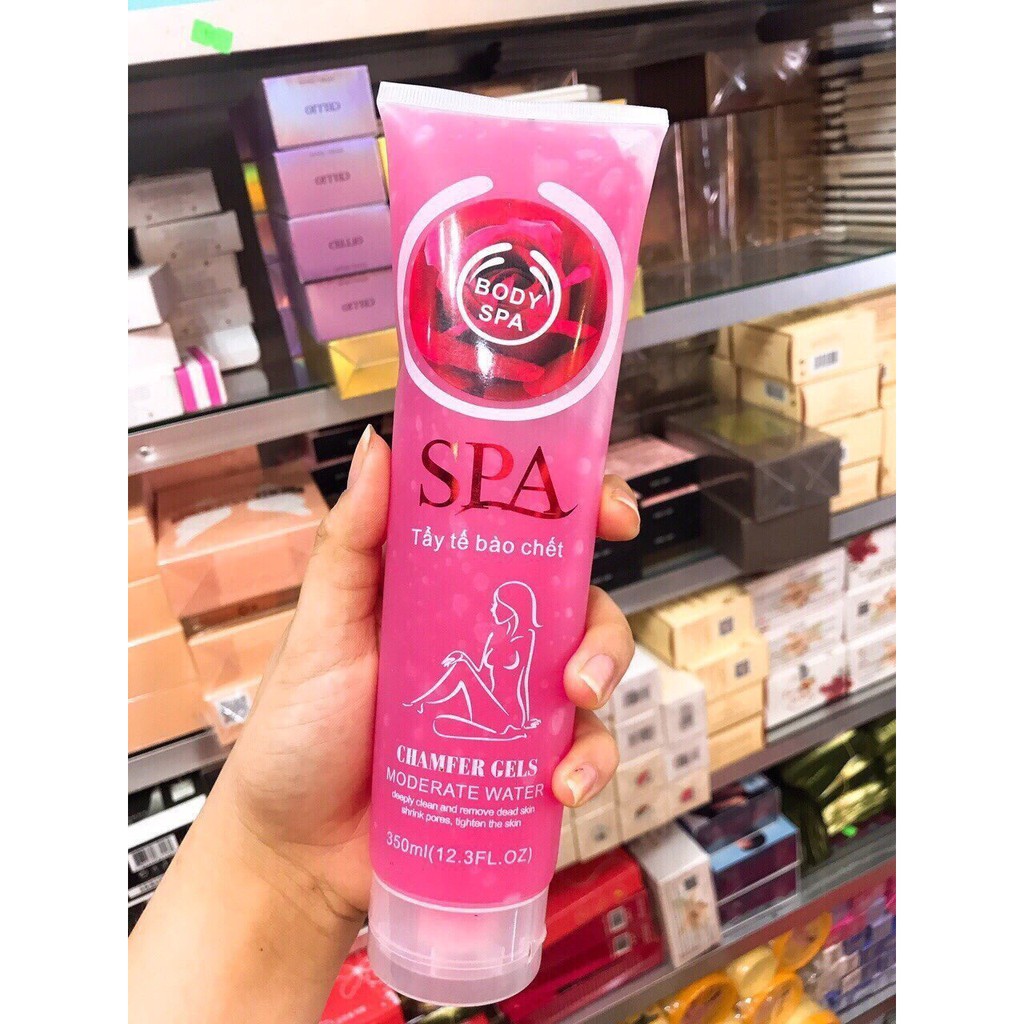 BODY
SPA
SPA
Tẩy tế bào chết
CHAMFER GELS
MODERATE WATER
deeply clean and remove dead skin
shrink pores, tighten the skin
350ml(12.3FL.OZ)